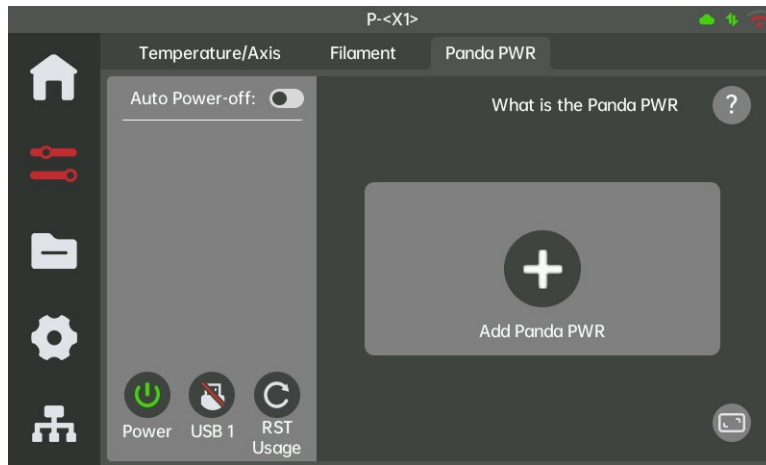 P-<X1>
Temperature/Axis Filament Panda PWR
Auto Power-off:
What is the Panda PWR ?
Add Panda PWR
Power USB 1 RST
Usage